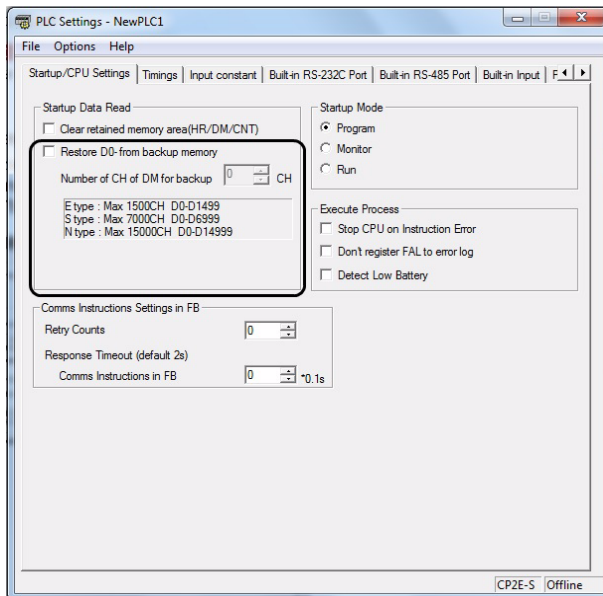 PLC Settings - NewPLC1
File Options Help
Startup/CPU Settings Timings Input constant Built-in RS-232C Port Built-in RS-485 Port Built-in Input
Startup Data Read
Clear retained memory area(HR/DM/CNT)
Restore D0- from backup memory
Number of CH of DM for backup 0 CH
E type : Max 1500CH D0-D1499
S type : Max 7000CH D0-D6999
N type : Max 15000CH D0-D14999
Startup Mode
Program
Monitor
Run
Execute Process
Stop CPU on Instruction Error
Don't register FAL to error log
Detect Low Battery
Comms Instructions Settings in FB
Retry Counts 0
Response Timeout (default 2s)
Comms Instructions in FB 0 *0.1s
CP2E-S Offline